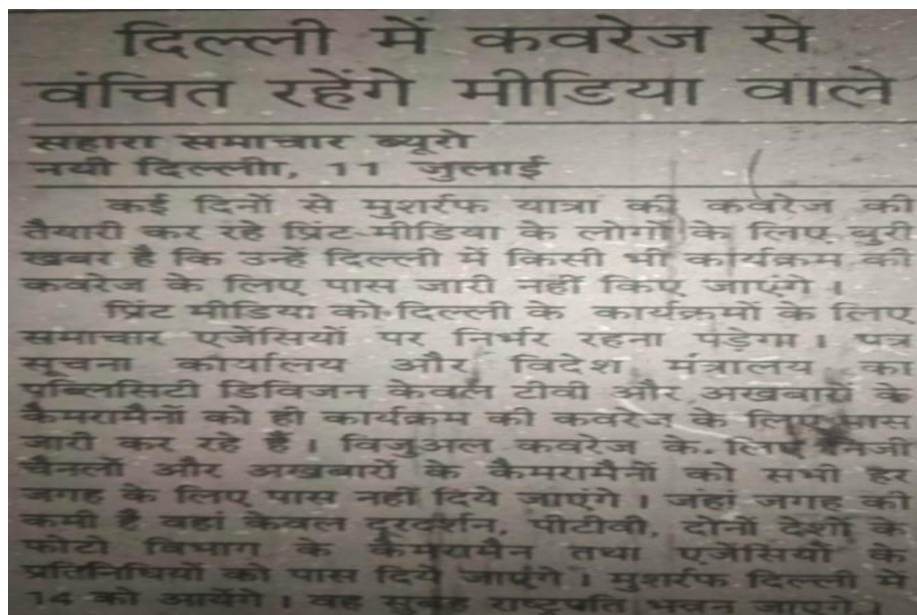 दिल्ली में कवरेज से
वंचित रहेंगे मीडिया वाले
सहारा समाचार ब्यूरो
नयी दिल्लीा, 11 जुलाई
कई दिनों से मुशर्रफ यात्रा की कवरेज की
तैयारी कर रहे प्रिंट मीडिया के लोगों के लिए बुरी
खबर है कि उन्हें दिल्ली में किसी भी कार्यक्रम की
कवरेज के लिए पास जारी नहीं किए जाएंगे ।
प्रिंट मीडिया को दिल्ली के कार्यक्रमों के लिए
समाचार एजेंसियों पर निर्भर रहना पड़ेगा । पत्र
सूचना कार्यालय और विदेश मंत्रालय का
पब्लिसिटी डिविजन केवल टीवी और अखबारों के
कैमरामैनों को ही कार्यक्रम की कवरेज के लिए पास
जारी कर रहे हैं । विजुअल कवरेज के लिए निजी
चैनलों और अखबारों के कैमरामैनों को सभी हर
जगह के लिए पास नहीं दिये जाएंगे । जहां जगह की
कमी है वहां केवल दूरदर्शन, पीटीवी, दोनों देशों के
फोटो विभाग के कैमरामैन तथा एजेंसियों के
प्रतिनिधियों को पास दिये जाएंगे । मुशर्रफ दिल्ली में
14 को आयेंगे । वह सुबह राष्ट्रपति भवन जाएंगे ।